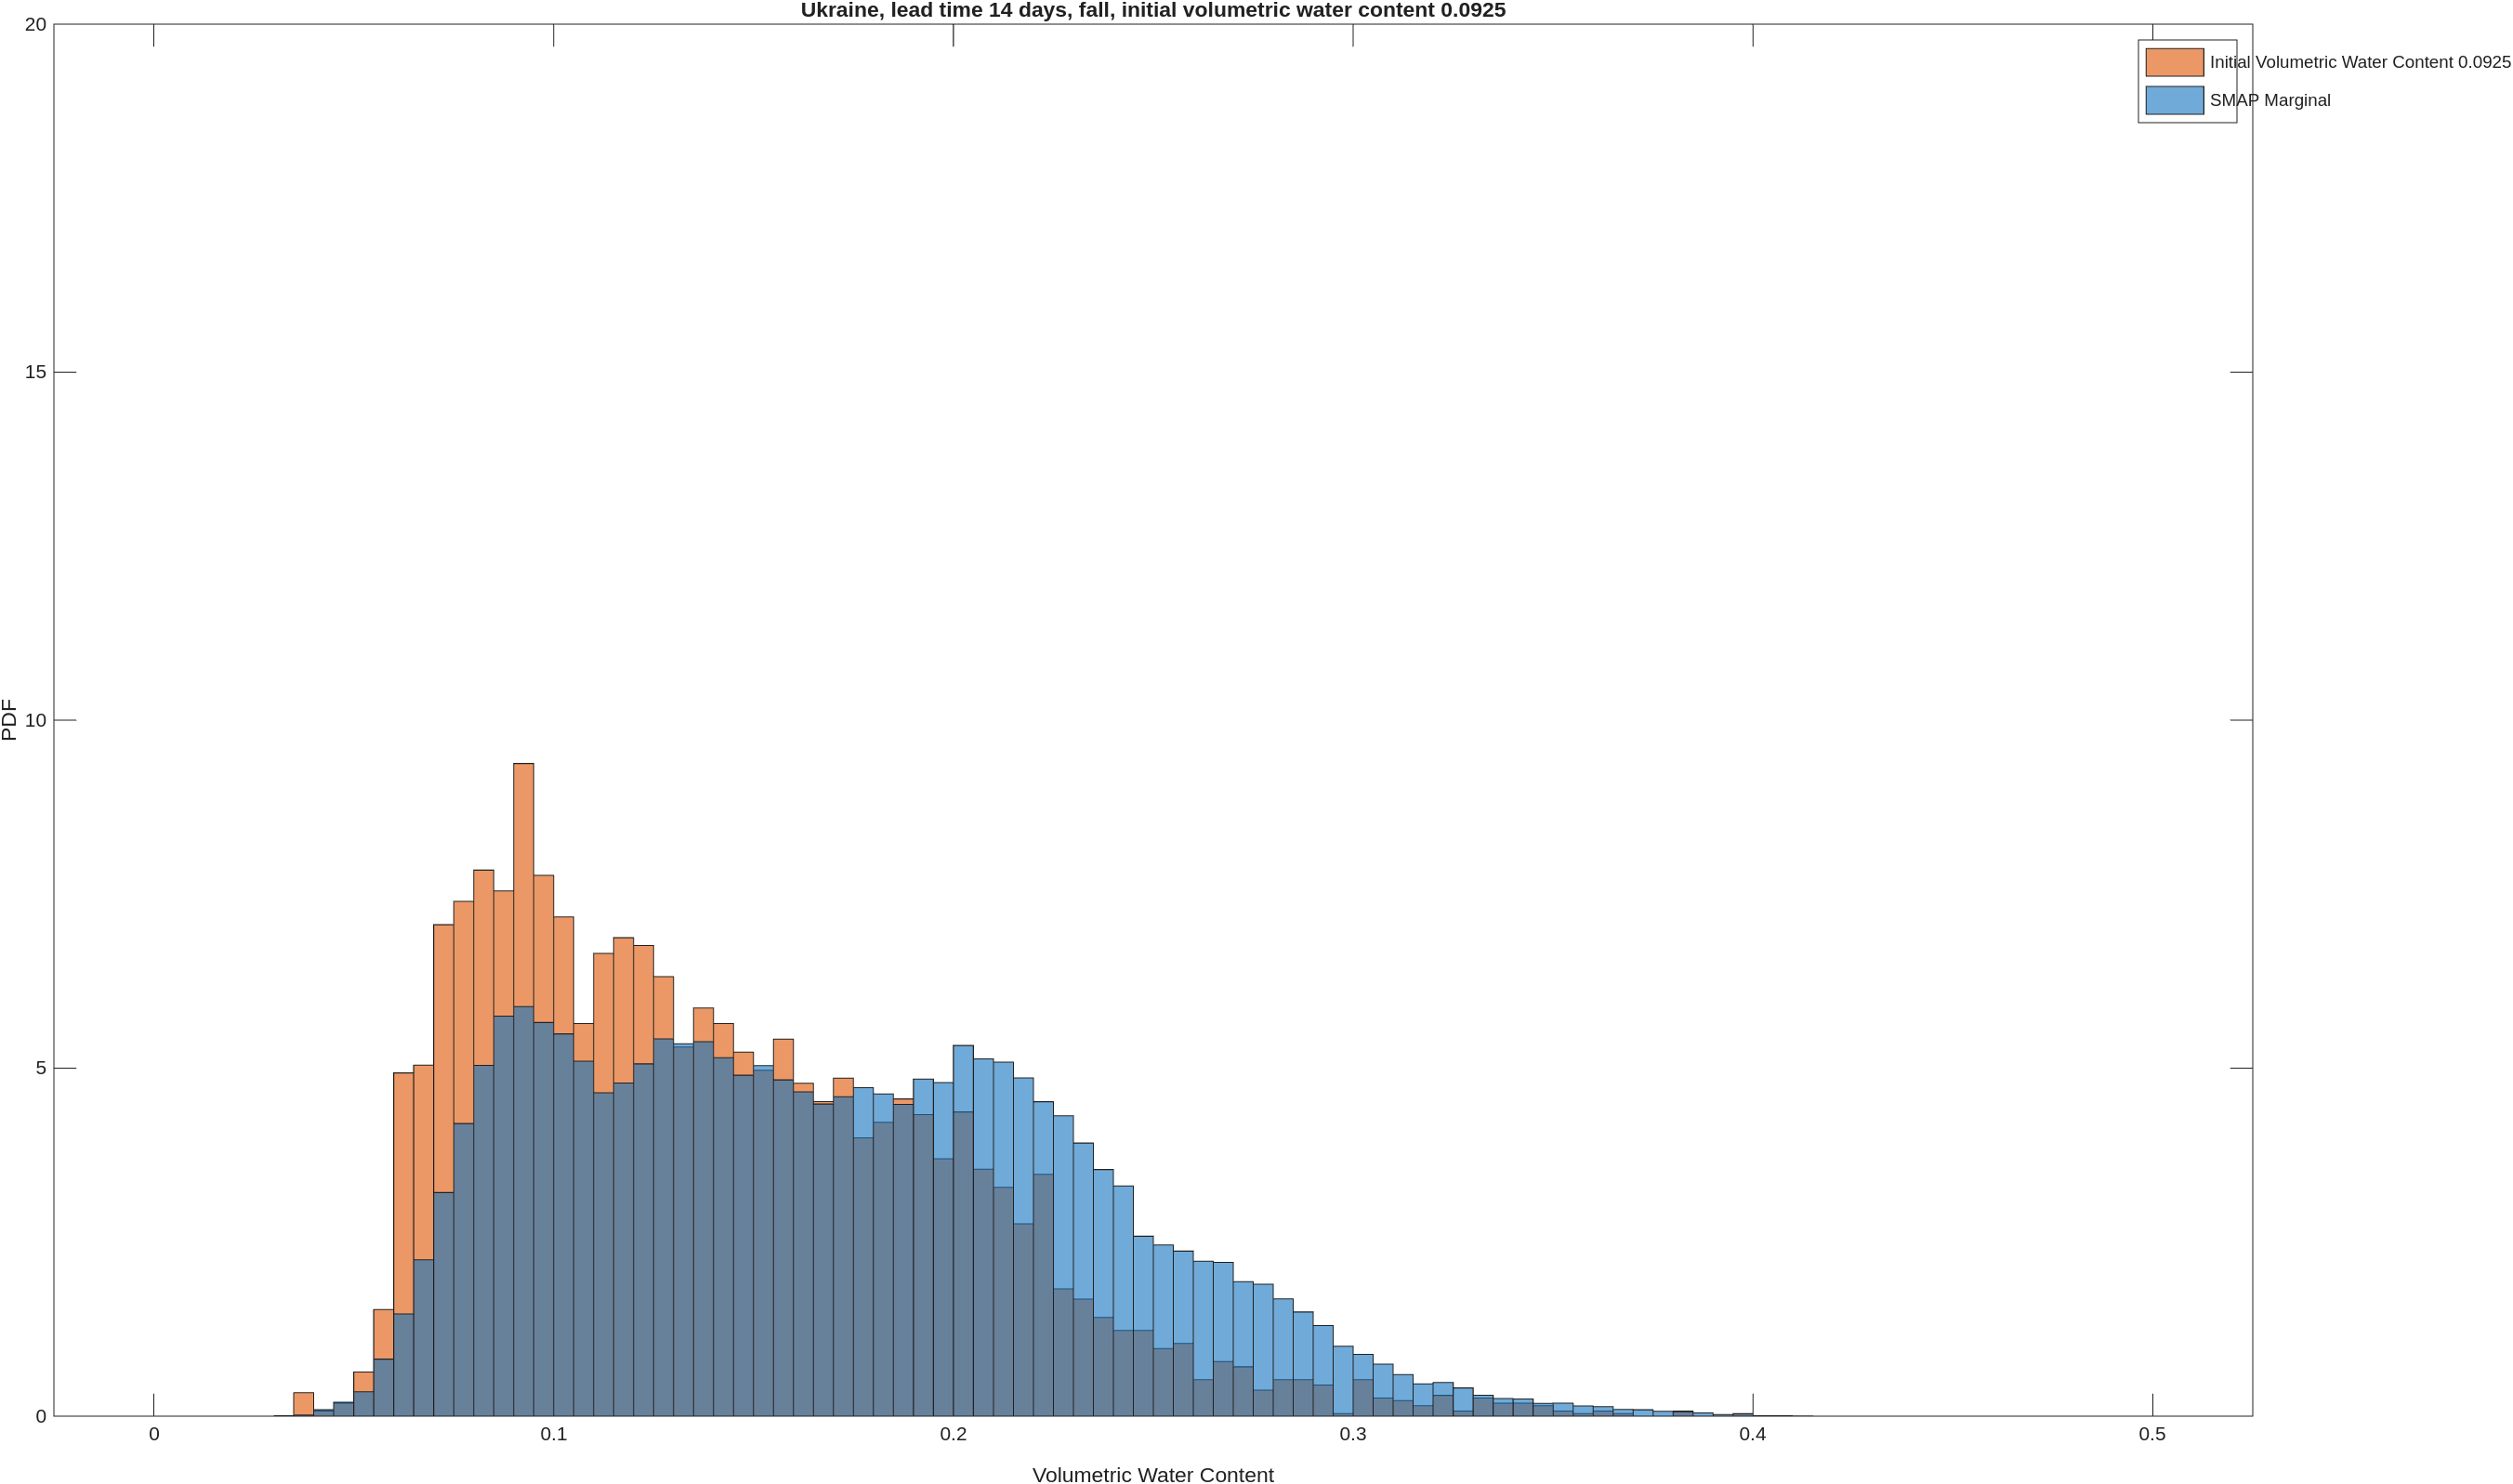 Ukraine, lead time 14 days, fall, initial volumetric water content 0.0925
Initial Volumetric Water Content 0.0925
SMAP Marginal
20
15
10
5
0
PDF
0 0.1 0.2 0.3 0.4 0.5
Volumetric Water Content